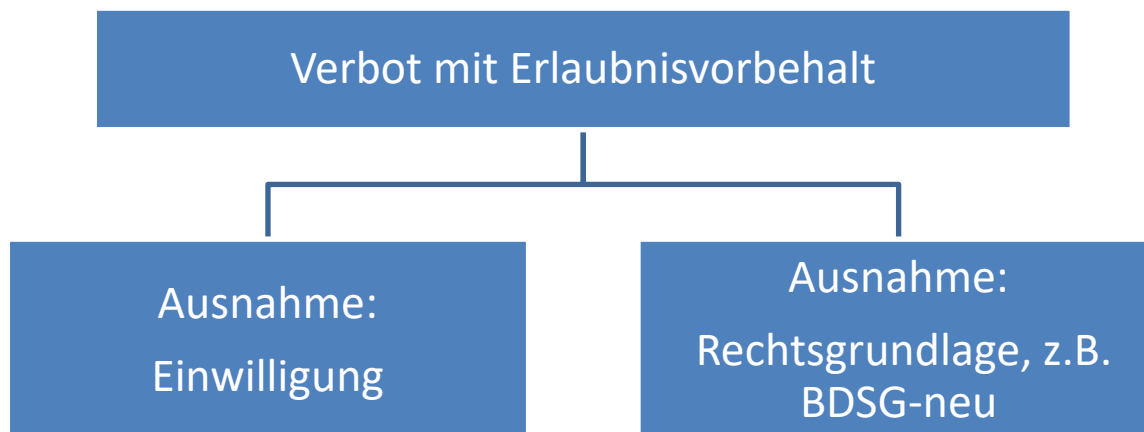 Verbot mit Erlaubnisvorbehalt
Ausnahme:
Einwilligung
Ausnahme:
Rechtsgrundlage, z.B.
BDSG-neu